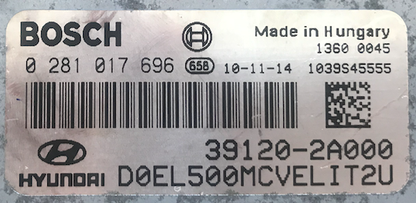 BOSCH Made in Hungary
1360 0045
0 281 017 696 658 10-11-14 1039S45555
39120-2A000
HYUNDAI D0EL500MCVELIT2U